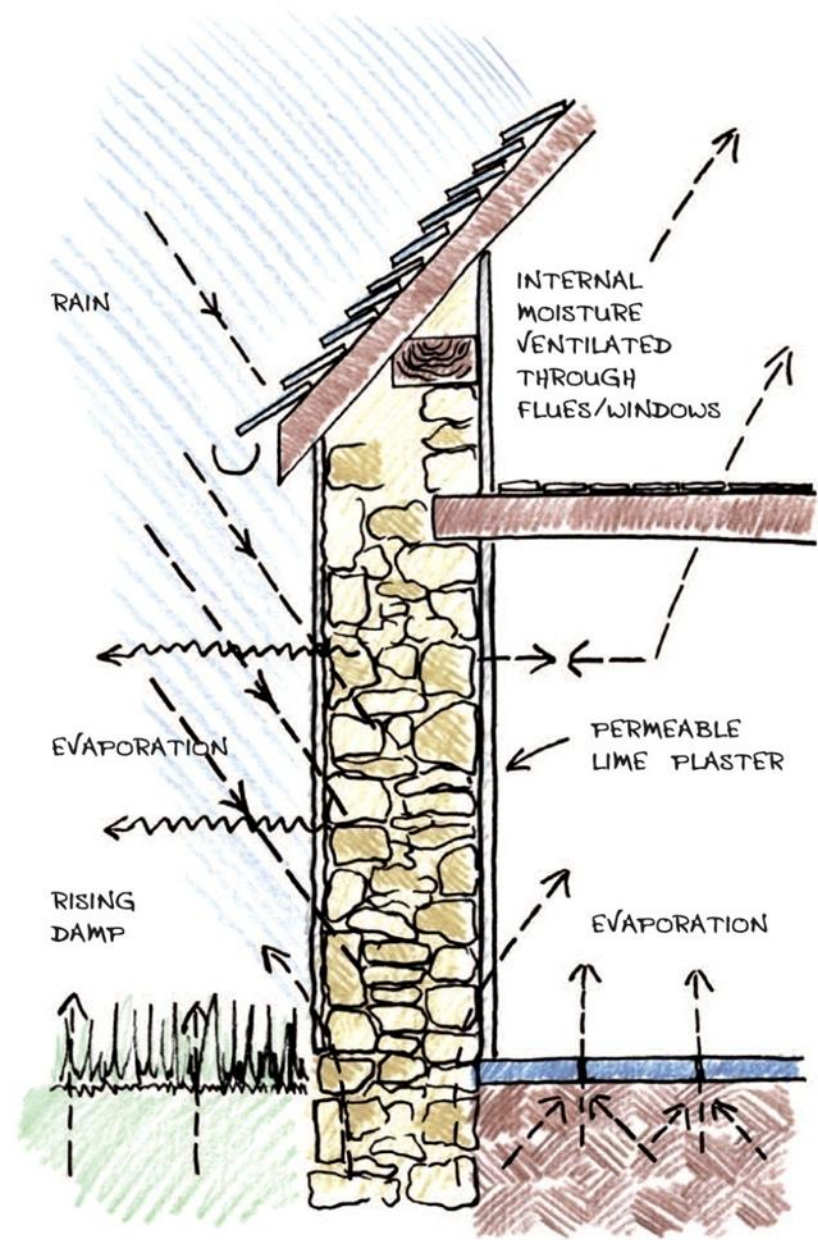 RAIN
INTERNAL
MOISTURE
VENTILATED
THROUGH
FLUES/WINDOWS
EVAPORATION
PERMEABLE
LIME PLASTER
RISING
DAMP
EVAPORATION